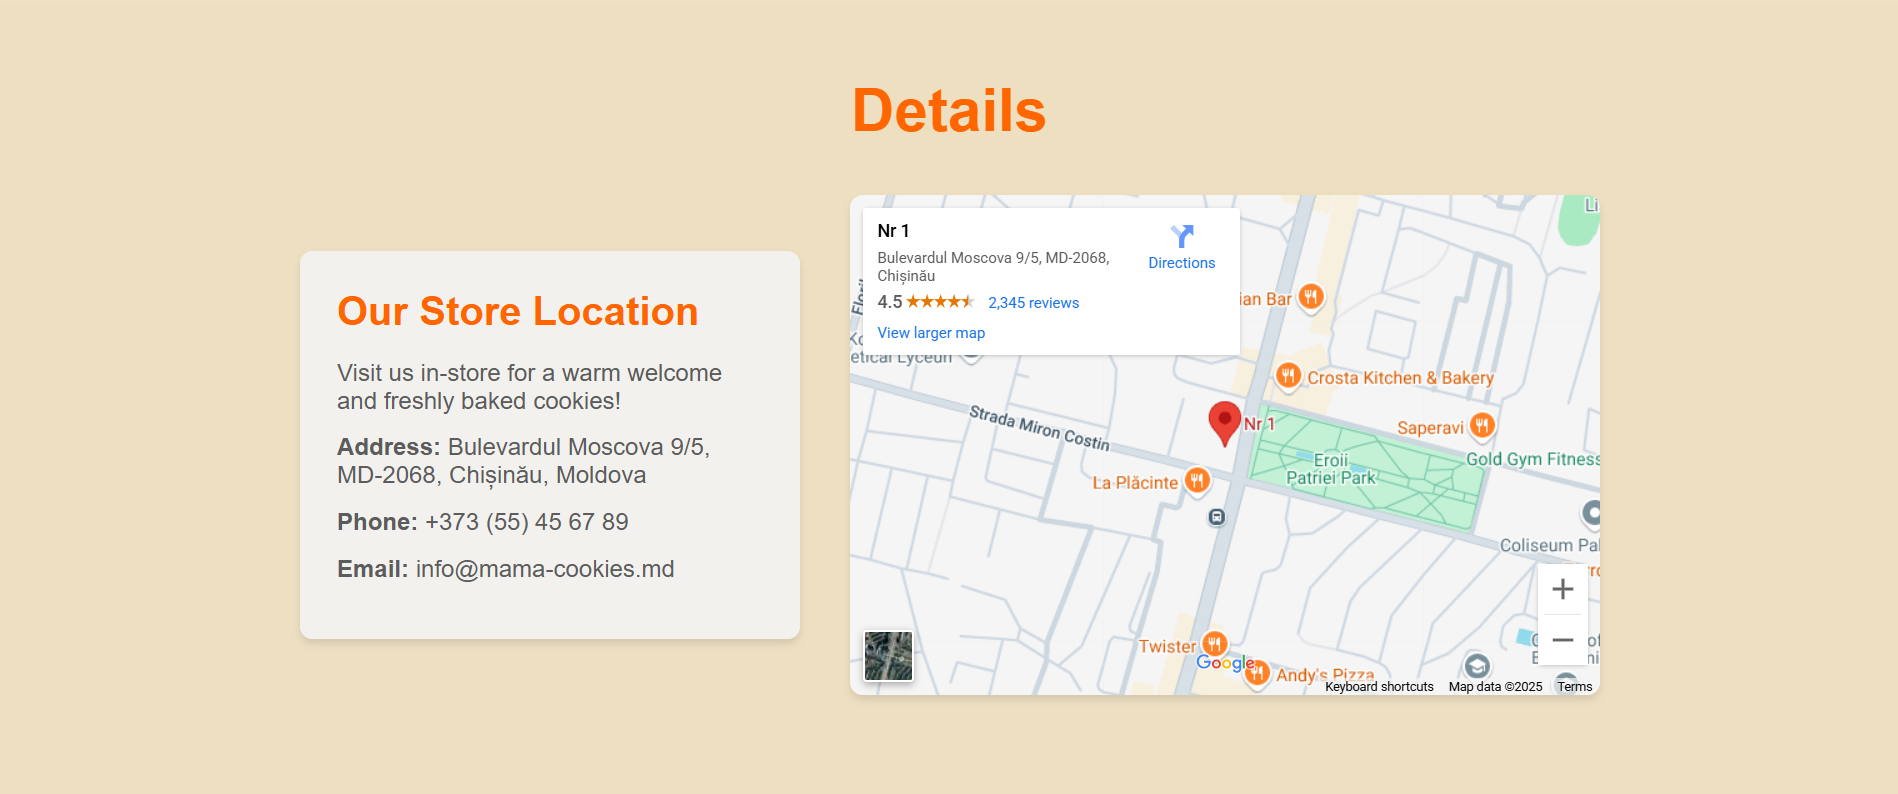 Details
Our Store Location
Visit us in-store for a warm welcome
and freshly baked cookies!
Address: Bulevardul Moscova 9/5,
MD-2068, Chișinău, Moldova
Phone: +373 (55) 45 67 89
Email: info@mama-cookies.md
Nr 1
Bulevardul Moscova 9/5, MD-2068,
Chișinău
Directions
4.5
2,345 reviews
View larger map
Li
ian Bar
etical Lyceum
Crosta Kitchen & Bakery
Strada Miron Costin
Nr 1
Saperavi
Eroii
Patriei Park
Gold Gym Fitness
La Plăcinte
Coliseum Pal
Twister
Google
Andy's Pizza
Keyboard shortcuts
Map data ©2025
Terms